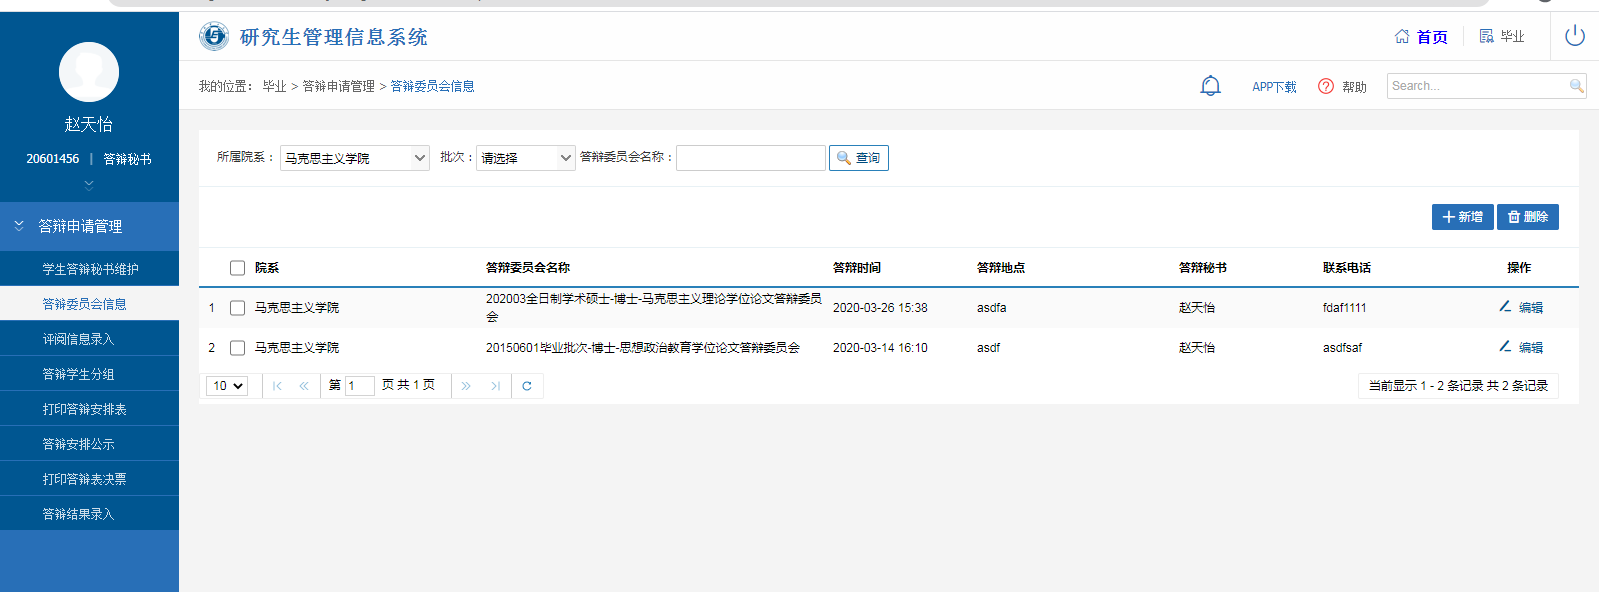 研究生管理信息系统
首页
毕业
我的位置： 毕业 > 答辩申请管理 > 答辩委员会信息
APP下载
帮助
Search...
赵天怡
20601456 | 答辩秘书
答辩申请管理
学生答辩秘书维护
答辩委员会信息
评阅信息录入
答辩学生分组
打印答辩安排表
答辩安排公示
打印答辩表决票
答辩结果录入
所属院系： 马克思主义学院 批次： 请选择 答辩委员会名称： 查询
新增 删除
院系 答辩委员会名称 答辩时间 答辩地点 答辩秘书 联系电话 操作
1 马克思主义学院 202003全日制学术硕士-博士-马克思主义理论学位论文答辩委员会 2020-03-26 15:38 asdfa 赵天怡 fdaf1111 编辑
2 马克思主义学院 20150601毕业批次-博士-思想政治教育学位论文答辩委员会 2020-03-14 16:10 asdf 赵天怡 asdfsaf 编辑
10 第 1 页 共 1 页 当前显示 1 - 2 条记录 共 2 条记录